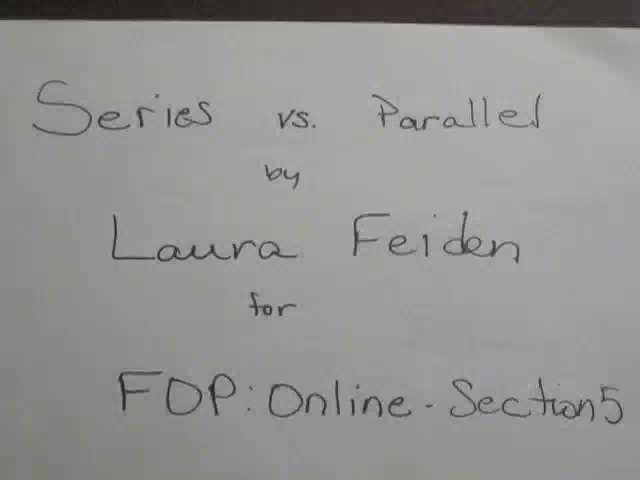 Series vs. Parallel
by
Laura Feiden
for
FOP: Online - Section 5